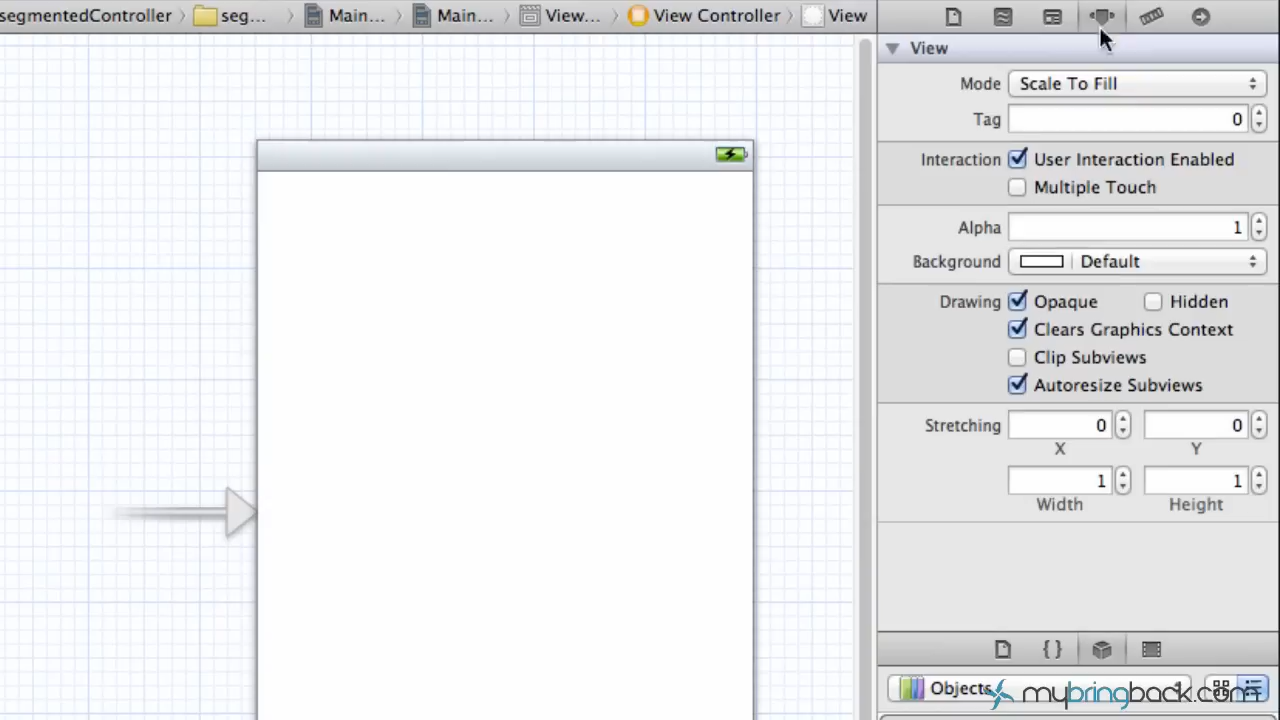 segmentedController seg... Main... Main... View... View Controller View
View
Mode Scale To Fill
Tag 0
Interaction User Interaction Enabled
Multiple Touch
Alpha 1
Background Default
Drawing Opaque Hidden
Clears Graphics Context
Clip Subviews
Autoresize Subviews
Stretching 0 0
X Y
1 1
Width Height
{ }
Objects
mybringback.com